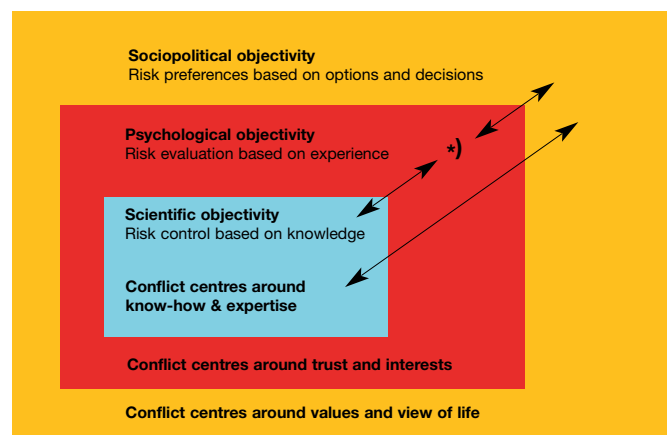 Sociopolitical objectivity
Risk preferences based on options and decisions
Psychological objectivity
Risk evaluation based on experience
*)
Scientific objectivity
Risk control based on knowledge
Conflict centres around
know-how & expertise
Conflict centres around trust and interests
Conflict centres around values and view of life